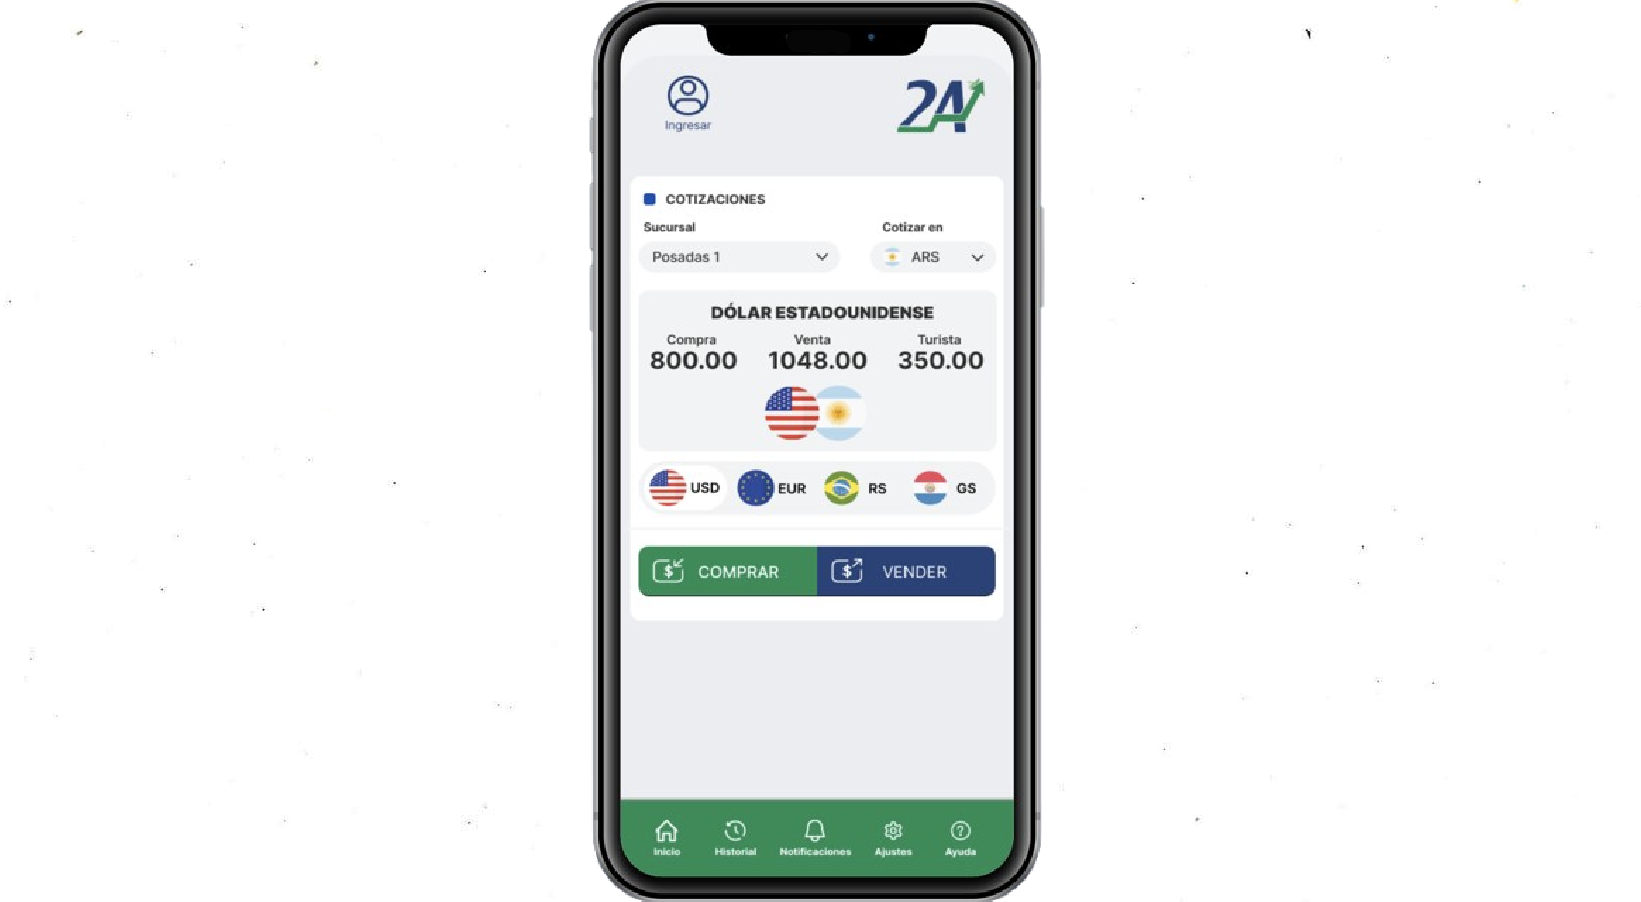 Ingresar
2A
COTIZACIONES
Sucursal
Cotizar en
Posadas 1
ARS
DÓLAR ESTADOUNIDENSE
Compra
Venta
Turista
800.00
1048.00
350.00
USD
EUR
RS
GS
COMPRAR
VENDER
Inicio
Historial
Notificaciones
Ajustes
Ayuda